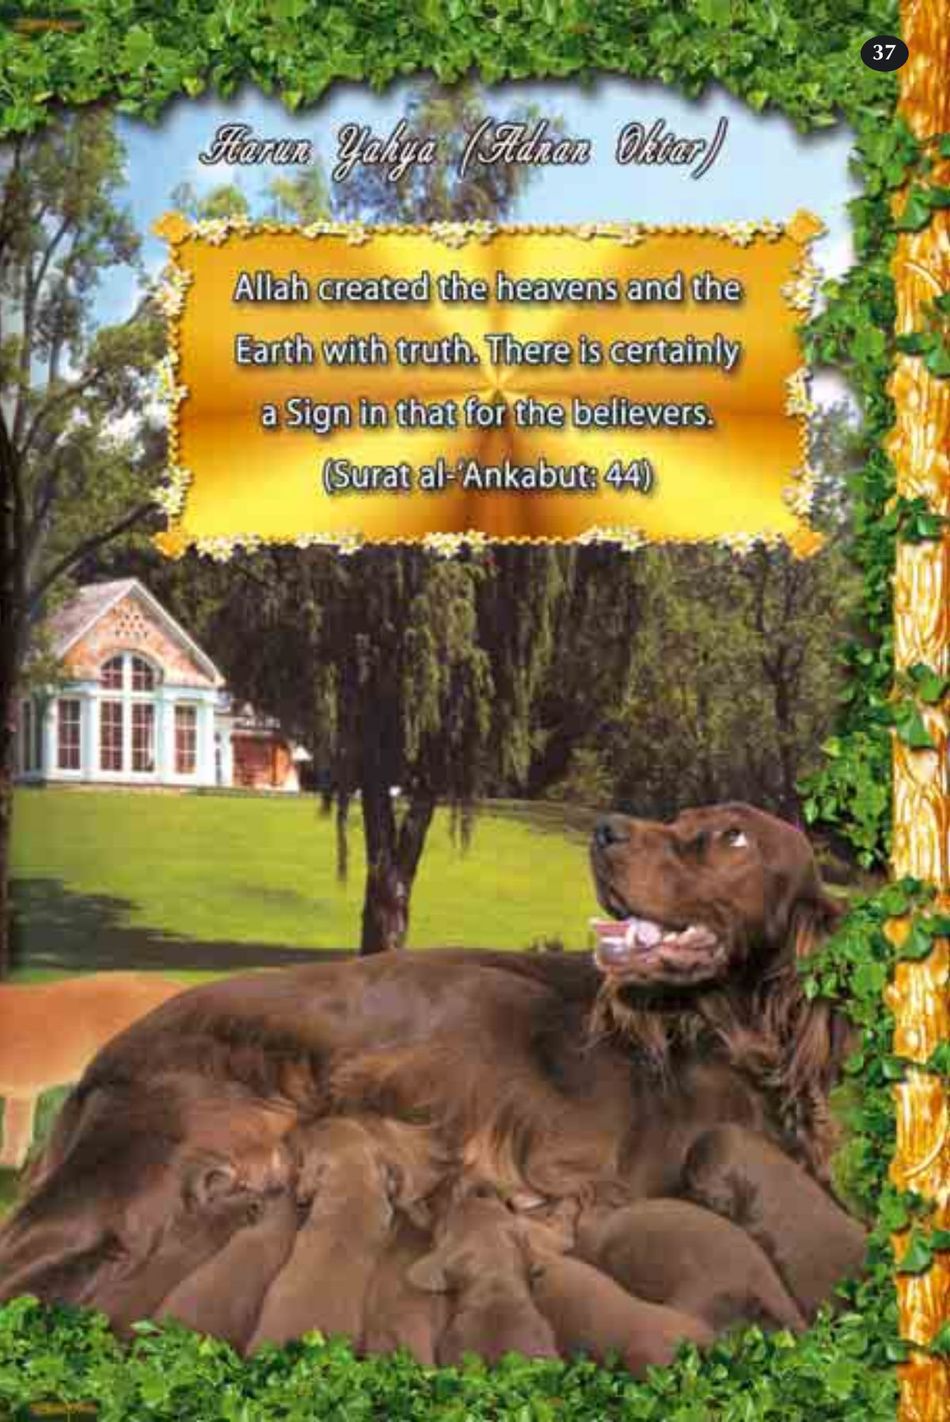 37
Harun Yahya (Adnan Oktar)
Allah created the heavens and the
Earth with truth. There is certainly
a Sign in that for the believers.
(Surat al-'Ankabut: 44)